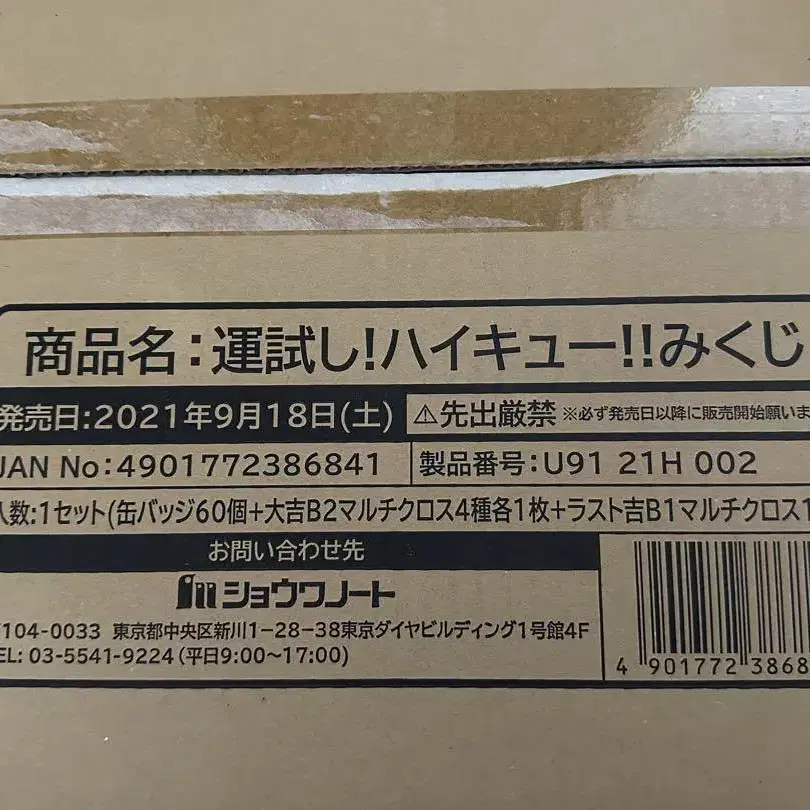 商品名:運試し!ハイキュー!!みくじ
発売日:2021年9月18日(土) ⚠先出厳禁 ※必ず発売日以降に販売開始願いま
JAN No:4901772386841 製品番号:U91 21H 002
入数:1セット(缶バッジ60個+大吉B2マルチクロス4種各1枚+ラスト吉B1マルチクロス1
お問い合わせ先
ショウワノート
104-0033 東京都中央区新川1-28-38東京ダイヤビルディング1号館4F
TEL: 03-5541-9224(平日9:00~17:00)
4 901772 3868